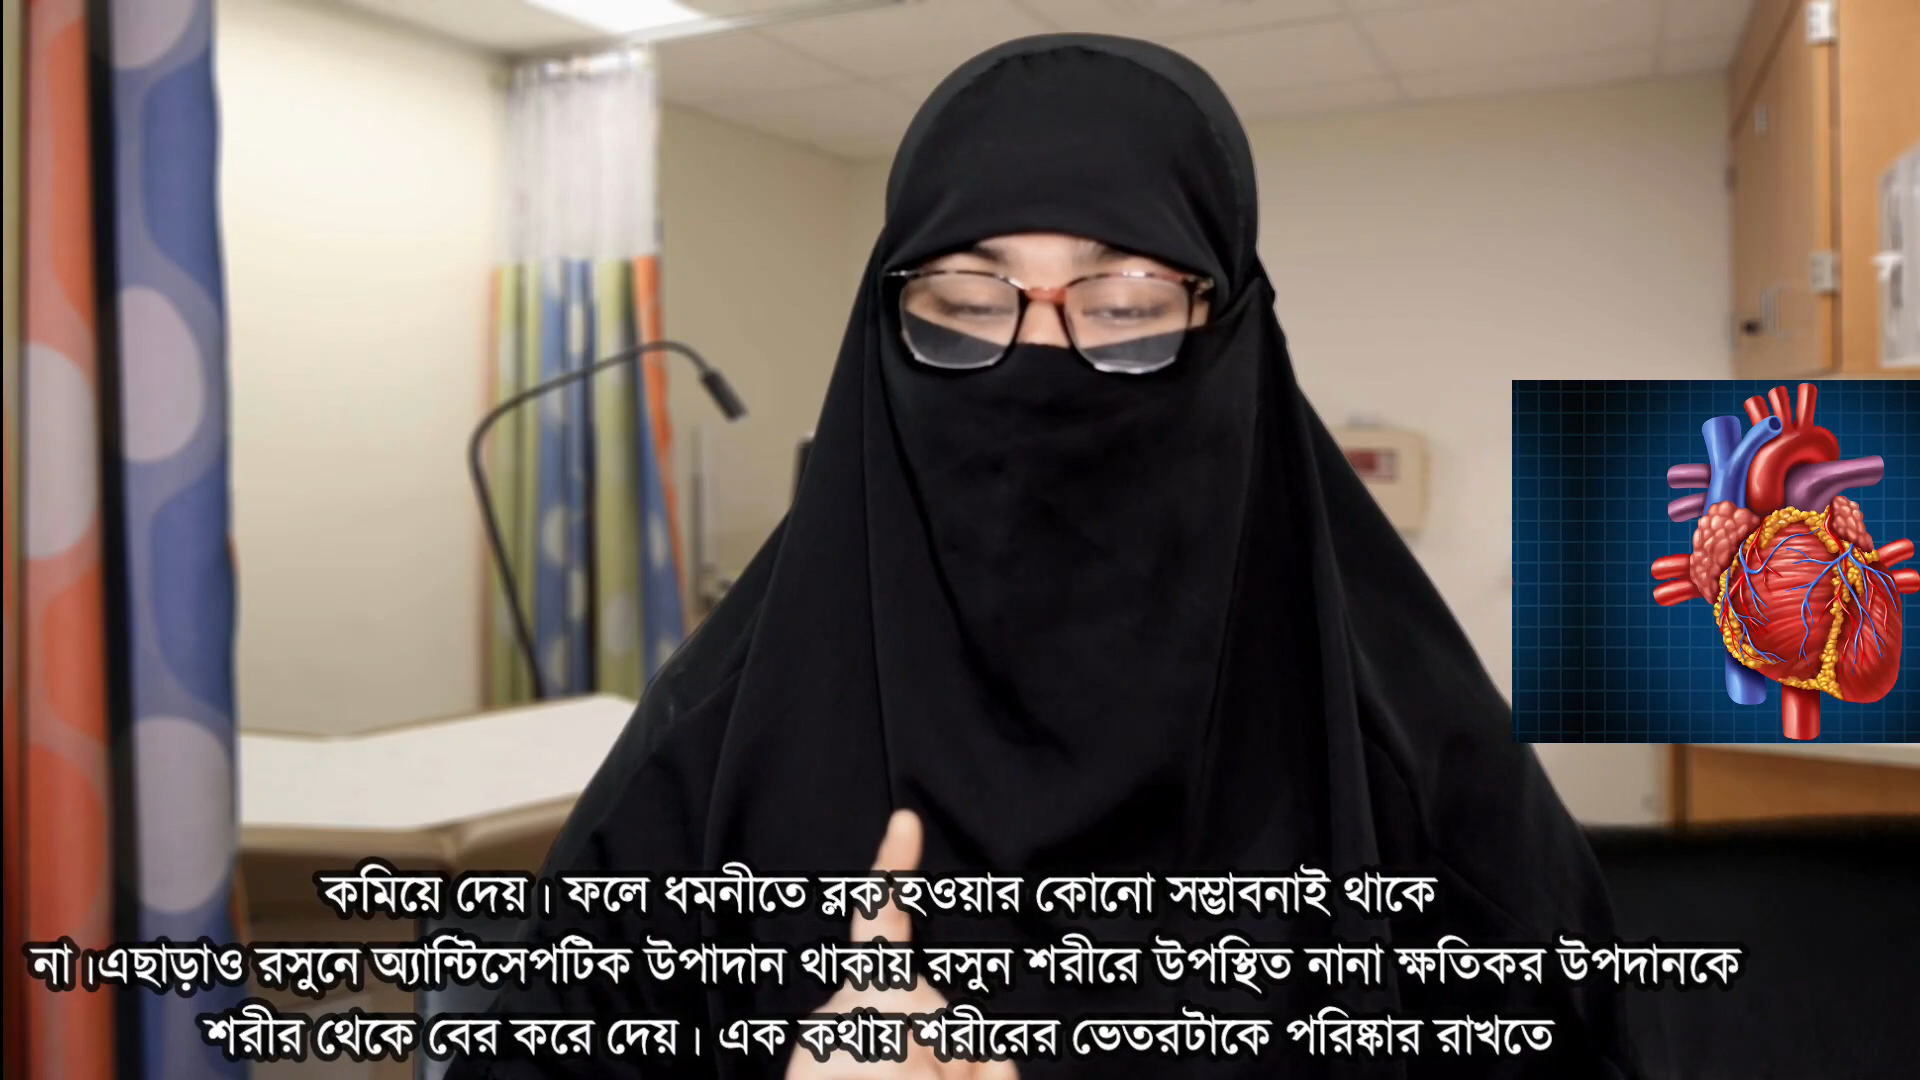 কমিয়ে দেয়। ফলে ধমনীতে ব্লক হওয়ার কোনো সম্ভাবনাই থাকে
না।এছাড়াও রসুনে অ্যান্টিসেপটিক উপাদান থাকায় রসুন শরীরে উপস্থিত নানা ক্ষতিকর উপদানকে
শরীর থেকে বের করে দেয়। এক কথায় শরীরের ভেতরটাকে পরিষ্কার রাখতে